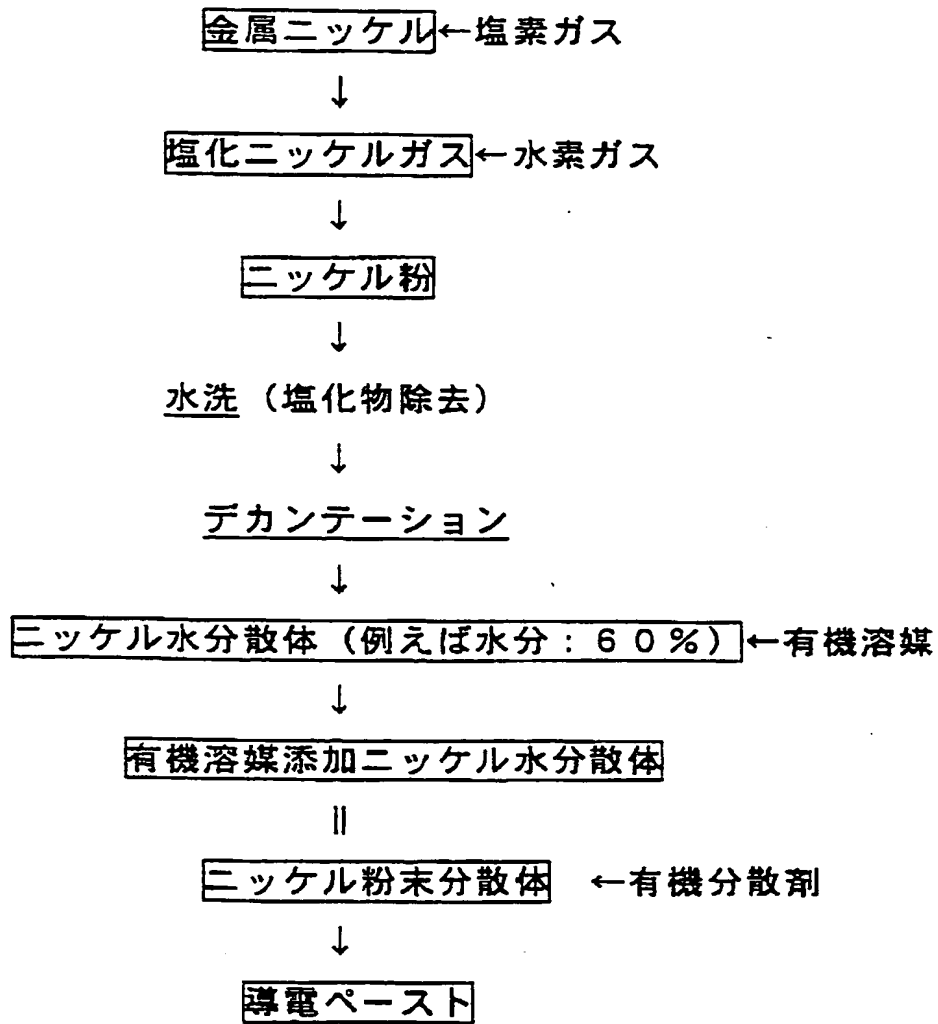 金属ニッケル←塩素ガス
↓
塩化ニッケルガス←水素ガス
↓
ニッケル粉
↓
水洗（塩化物除去）
↓
デカンテーション
↓
ニッケル水分散体（例えば水分：６０％）←有機溶媒
↓
有機溶媒添加ニッケル水分散体
॥
ニッケル粉末分散体　←有機分散剤
↓
導電ペースト